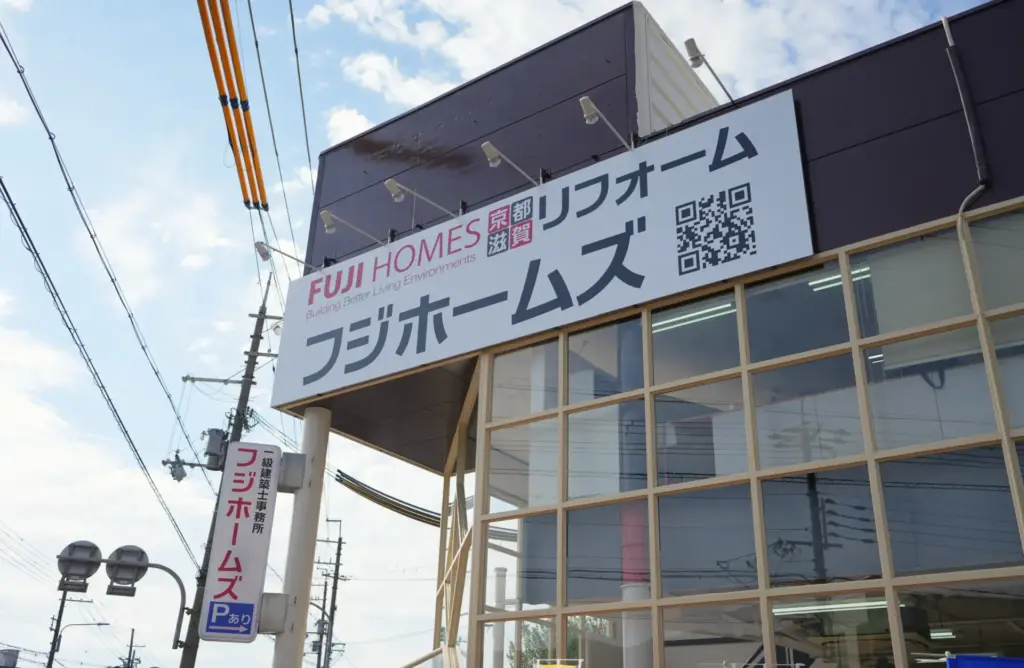 FUJI HOMES 京都 滋賀 リフォーム
Building Better Living Environments
フジホームズ
一級建築士事務所
フジホームズ
Pあり